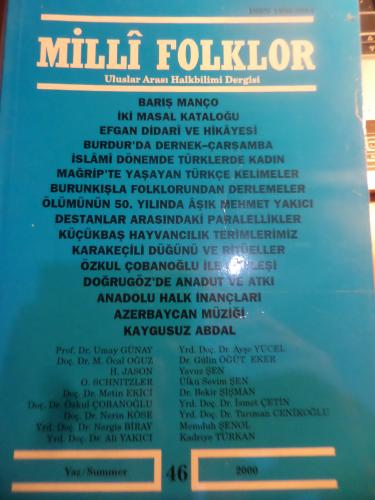 MİLLÎ FOLKLOR
Uluslar Arası Halkbilimi Dergisi
BARIŞ MANÇO
İKİ MASAL KATALOĞU
EFGAN DİDARİ VE HİKÂYESİ
BURDUR'DA DERNEK-ÇARŞAMBA
İSLÂMİ DÖNEMDE TÜRKLERDE KADIN
MAĞRİP'TE YAŞAYAN TÜRKÇE KELİMELER
BURUNKIŞLA FOLKLORUNDAN DERLEMELER
ÖLÜMÜNÜN 50. YILINDA ÂŞIK MEHMET YAKICI
DESTANLAR ARASINDAKİ PARALELLİKLER
KÜÇÜKBAŞ HAYVANCILIK TERİMLERİMİZ
KARAKEÇİLİ DÜĞÜNÜ VE RİTÜELLER
ÖZKUL ÇOBANOĞLU İLE
DOĞRUGÖZ'DE ANADUT VE ATKI
ANADOLU HALK İNANÇLARI
AZERBAYCAN MÜZİĞİ
KAYGUSUZ ABDAL
Prof. Dr. Umay GÜNAY
Doç. Dr. M. Öcal OĞUZ
H. JASON
O. SCHNITZLER
Doç. Dr. Metin EKİCİ
Doç. Dr. Özkul ÇOBANOĞLU
Doç. Dr. Nerin KÖSE
Yrd. Doç. Dr. Nergis BİRAY
Yrd. Doç. Dr. Ali YAKICI
Yrd. Doç. Dr. Ayşe YÜCEL
Dr. Gülin ÖĞÜT EKER
Yavuz ŞEN
Ülkü Sevim ŞEN
Dr. Bekir ŞİŞMAN
Yrd. Doç. Dr. İsmet ÇETİN
Yrd. Doç. Dr. Turıman CENİKOĞLU
Memduh ŞENOL
Kadriye TÜRKAN
Yaz/Summer
46
2000